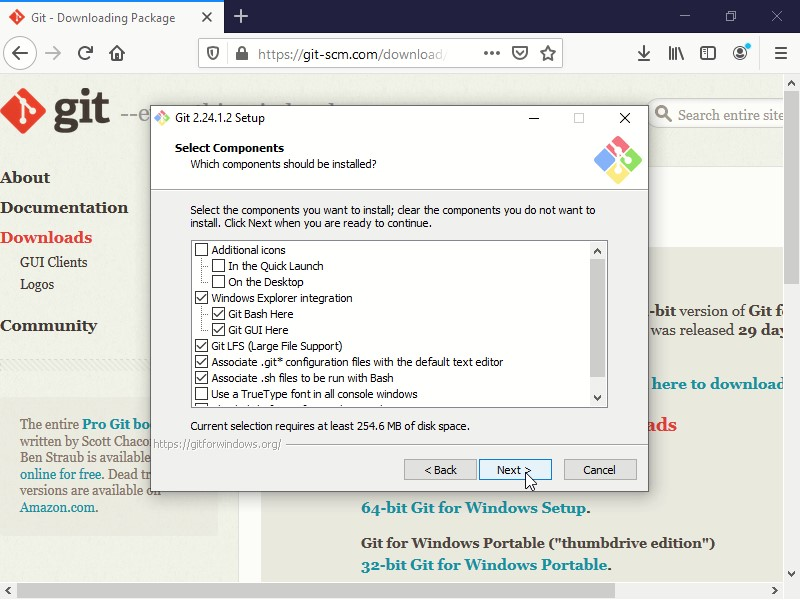 Git - Downloading Package
https://git-scm.com/download/
git
Search entire site
About
Documentation
Downloads
GUI Clients
Logos
Community
The entire Pro Git
written by Scott
Ben Straub is available
online for free. Dead
versions are available
Amazon.com.
Git 2.24.1.2 Setup
Select Components
Which components should be installed?
Select the components you want to install; clear the components you do not want to
install. Click Next when you are ready to continue.
Additional icons
In the Quick Launch
On the Desktop
Windows Explorer integration
Git Bash Here
Git GUI Here
Git LFS (Large File Support)
Associate .git* configuration files with the default text editor
Associate .sh files to be run with Bash
Use a TrueType font in all console windows
Current selection requires at least 254.6 MB of disk space.
https://gitforwindows.org/
< Back
Next >
Cancel
-bit version of Git
was released 29
here to download
64-bit Git for Windows Setup.
Git for Windows Portable ("thumbdrive edition")
32-bit Git for Windows Portable.